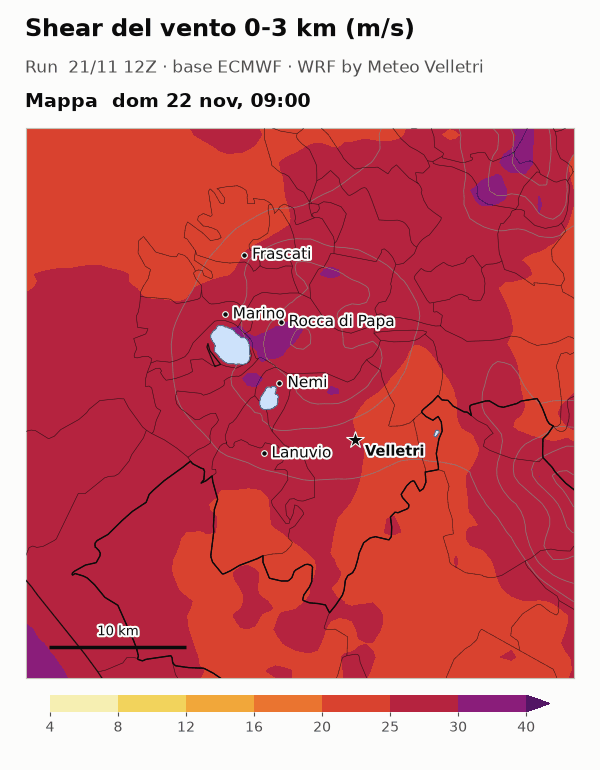 Shear del vento 0-3 km (m/s)
Run  21/11 12Z · base ECMWF · WRF by Meteo Velletri
Mappa  dom 22 nov, 09:00
Frascati
Marino
Rocca di Papa
Nemi
Velletri
Lanuvio
10 km
4 8 12 16 20 25 30 40